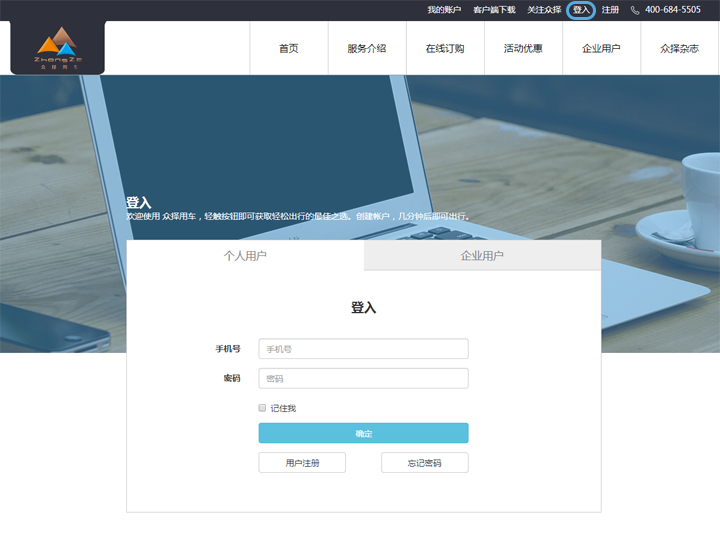 我的账户 客户端下载 关注众择 登入 注册 400-684-5505
ZhongZe
众择用车
首页 服务介绍 在线订购 活动优惠 企业用户 众择杂志
登入
欢迎使用 众择用车，轻触按钮即可获取轻松出行的最佳之选。创建帐户，几分钟后即可出行。
个人用户 企业用户
登入
手机号 手机号
密码 密码
记住我
确定
用户注册 忘记密码